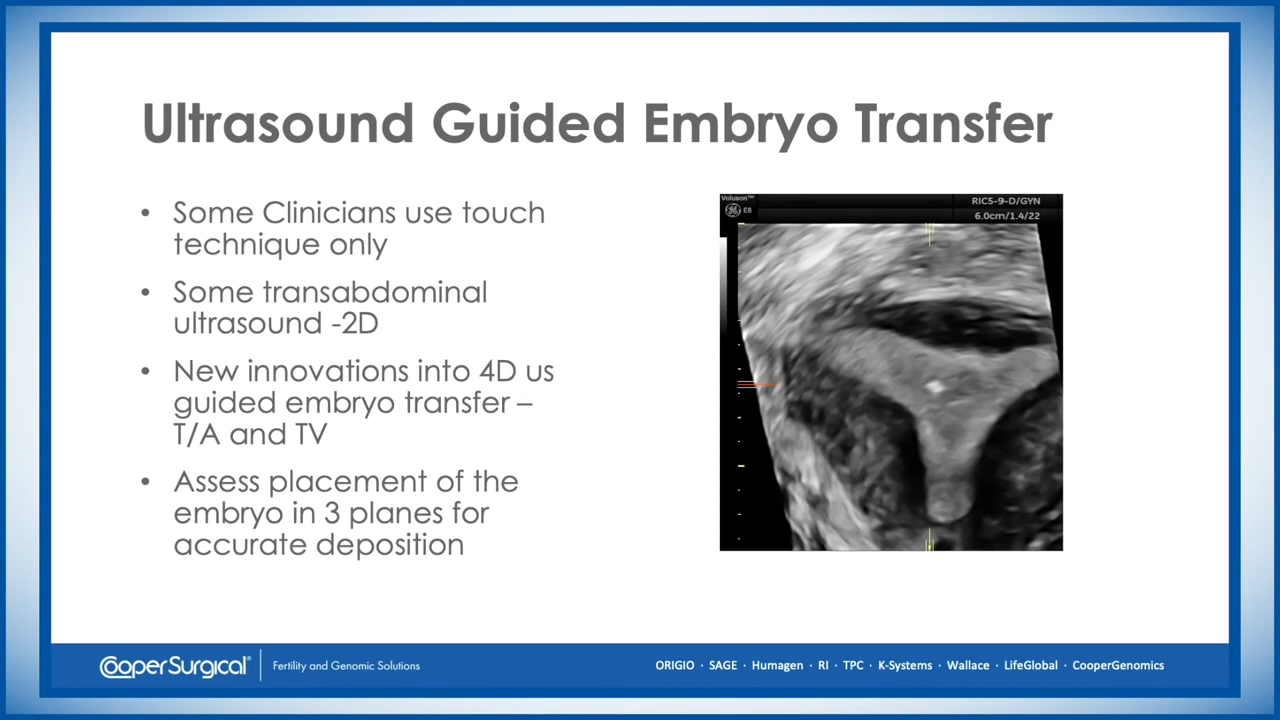 Ultrasound Guided Embryo Transfer
• Some Clinicians use touch
technique only
• Some transabdominal
ultrasound -2D
• New innovations into 4D us
guided embryo transfer –
T/A and TV
• Assess placement of the
embryo in 3 planes for
accurate deposition
Voluson™
E8
RIC5-9-D/GYN
6.0cm/1.4/22
CooperSurgical® Fertility and Genomic Solutions
ORIGIO · SAGE · Humagen · RI · TPC · K-Systems · Wallace · LifeGlobal · CooperGenomics